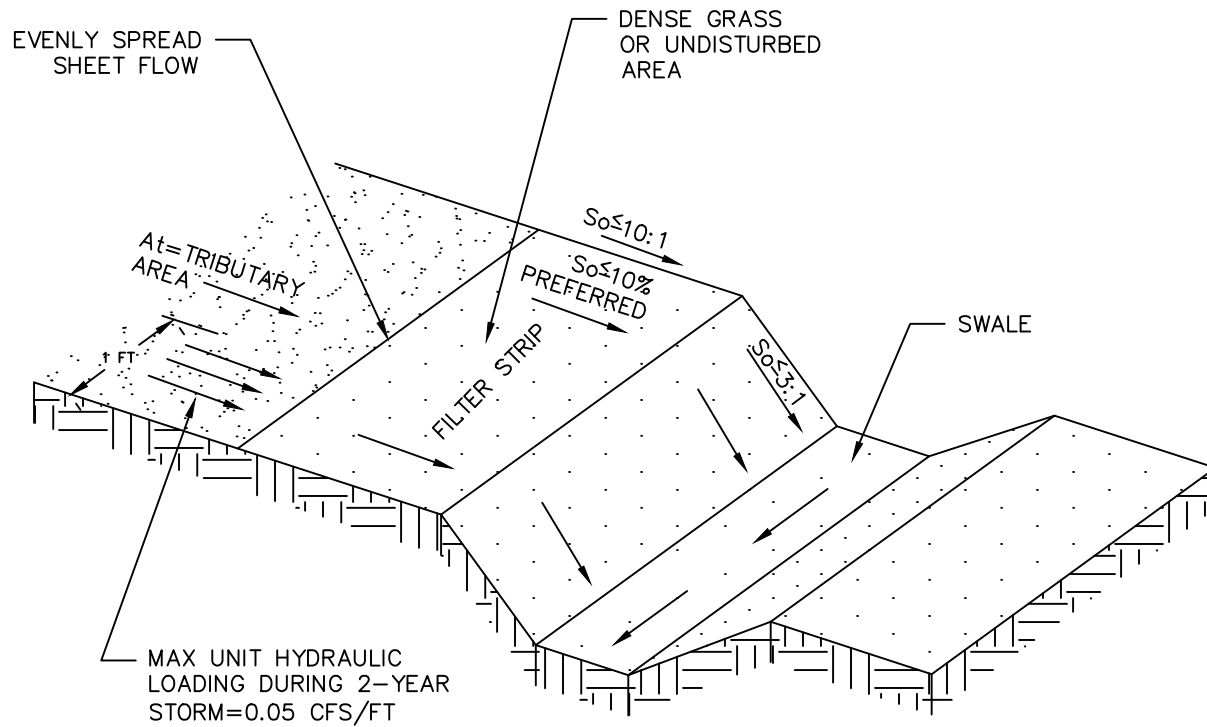 EVENLY SPREAD
SHEET FLOW
DENSE GRASS
OR UNDISTURBED
AREA
So≤10:1
So≤10%
PREFERRED
At=TRIBUTARY
AREA
1 FT
FILTER STRIP
So≤3:1
SWALE
MAX UNIT HYDRAULIC
LOADING DURING 2-YEAR
STORM=0.05 CFS/FT